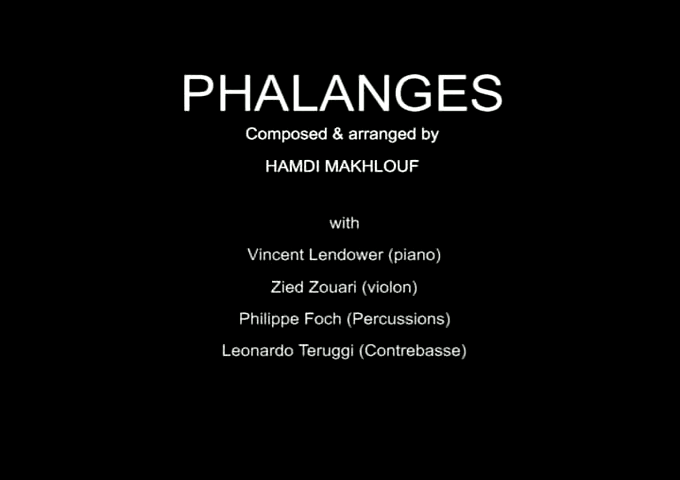 PHALANGES
Composed & arranged by
HAMDI MAKHLOUF
with
Vincent Lendower (piano)
Zied Zouari (violon)
Philippe Foch (Percussions)
Leonardo Teruggi (Contrebasse)